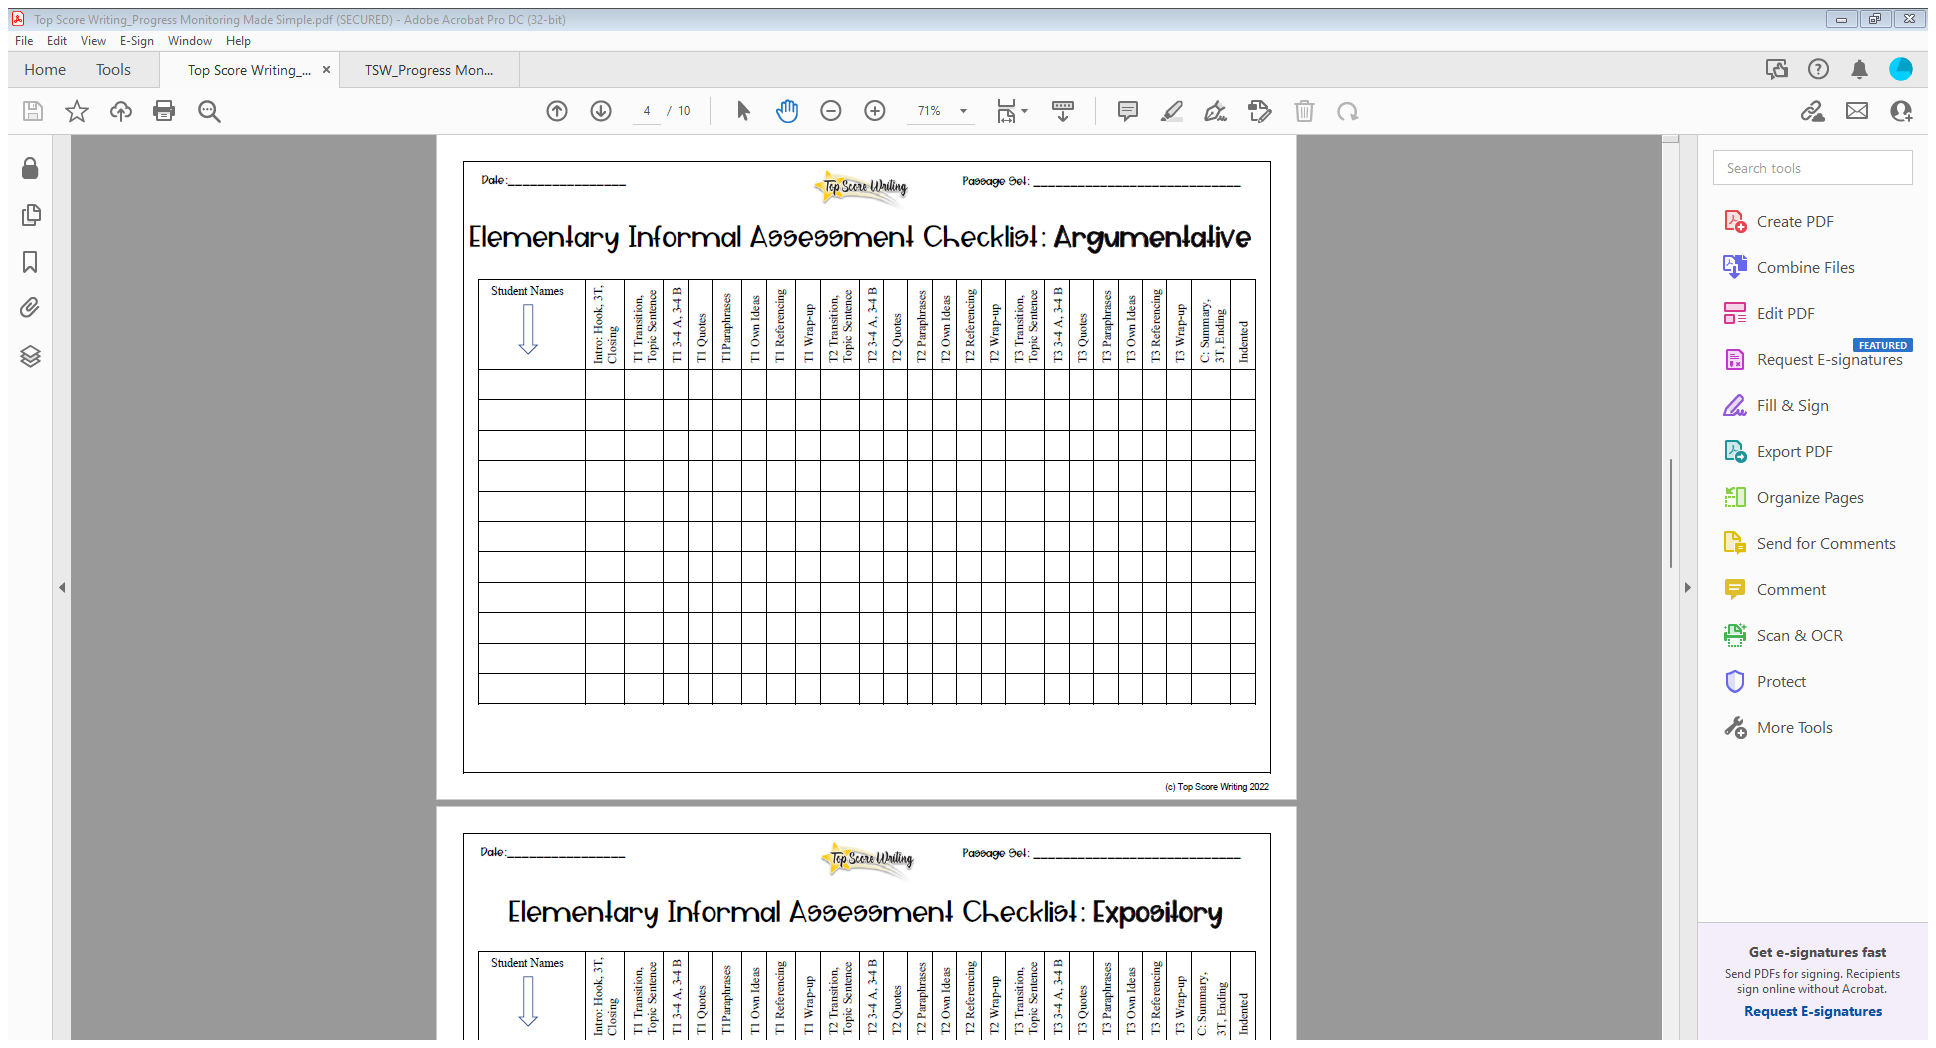 Top Score Writing_Progress Monitoring Made Simple.pdf (SECURED) - Adobe Acrobat Pro DC (32-bit)
File Edit View E-Sign Window Help
Home Tools Top Score Writing_... × TSW_Progress Mon...
4 / 10 71%
Search tools
Create PDF
Combine Files
Edit PDF
FEATURED
Request E-signatures
Fill & Sign
Export PDF
Organize Pages
Send for Comments
Comment
Scan & OCR
Protect
More Tools
Get e-signatures fast
Send PDFs for signing. Recipients
sign online without Acrobat.
Request E-signatures
Date:________________ Top Score Writing Passage Set: ____________________________
Elementary Informal Assessment Checklist: Argumentative
Student Names
Intro: Hook, 3T,
Closing
T1 Transition,
Topic Sentence
T1 3-4 A, 3-4 B
T1 Quotes
T1Paraphrases
T1 Own Ideas
T1 Referencing
T1 Wrap-up
T2 Transition,
Topic Sentence
T2 3-4 A, 3-4 B
T2 Quotes
T2 Paraphrases
T2 Own Ideas
T2 Referencing
T2 Wrap-up
T3 Transition,
Topic Sentence
T3 3-4 A, 3-4 B
T3 Quotes
T3 Paraphrases
T3 Own Ideas
T3 Referencing
T3 Wrap-up
C: Summary,
3T, Ending
Indented
(c) Top Score Writing 2022
Date:________________ Top Score Writing Passage Set: ____________________________
Elementary Informal Assessment Checklist: Expository
Student Names
Intro: Hook, 3T,
Closing
T1 Transition,
Topic Sentence
T1 3-4 A, 3-4 B
T1 Quotes
T1Paraphrases
T1 Own Ideas
T1 Referencing
T1 Wrap-up
T2 Transition,
Topic Sentence
T2 3-4 A, 3-4 B
T2 Quotes
T2 Paraphrases
T2 Own Ideas
T2 Referencing
T2 Wrap-up
T3 Transition,
Topic Sentence
T3 3-4 A, 3-4 B
T3 Quotes
T3 Paraphrases
T3 Own Ideas
T3 Referencing
T3 Wrap-up
C: Summary,
3T, Ending
Indented